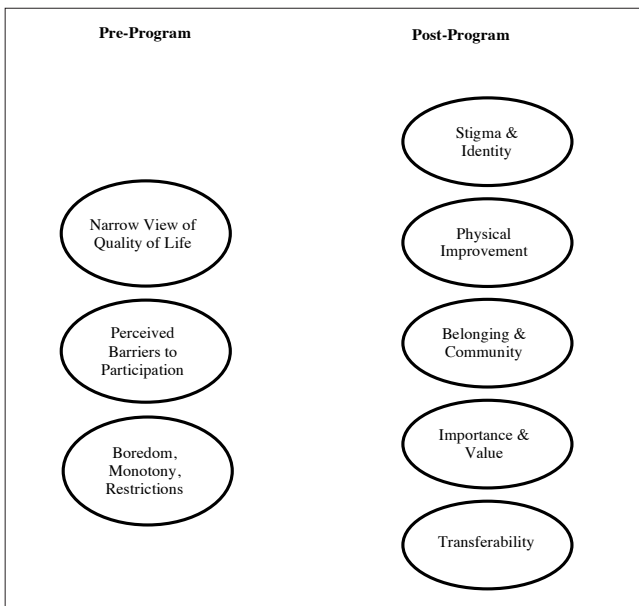 Pre-Program
Narrow View of
Quality of Life
Perceived
Barriers to
Participation
Boredom,
Monotony,
Restrictions
Post-Program
Stigma &
Identity
Physical
Improvement
Belonging &
Community
Importance &
Value
Transferability